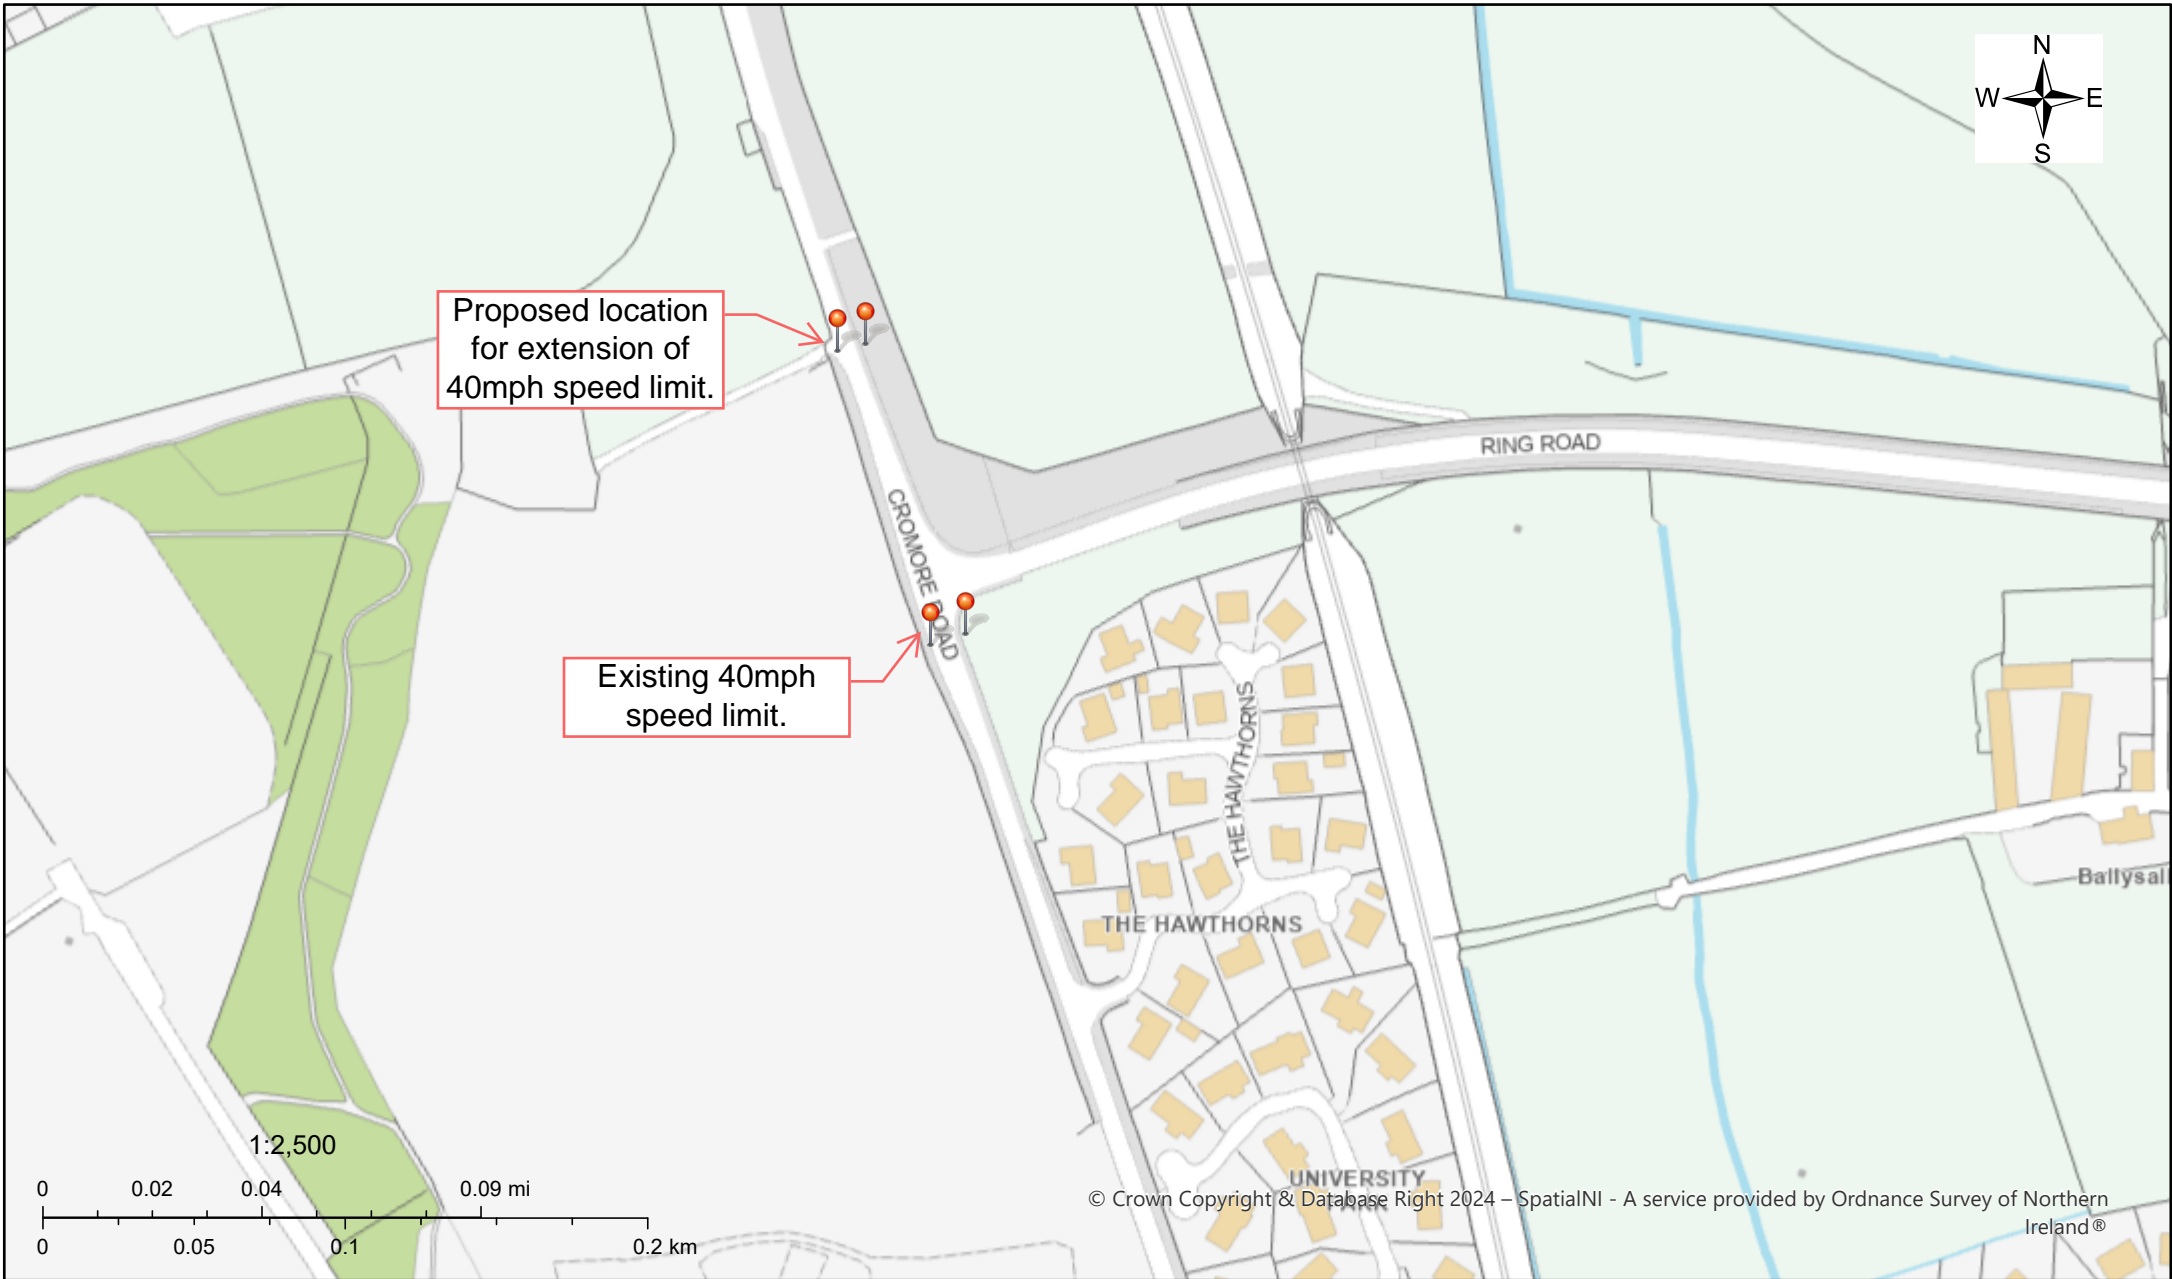 N
W E
S
Proposed location
for extension of
40mph speed limit.
RING ROAD
CROMORE ROAD
Existing 40mph
speed limit.
THE HAWTHORNS
THE HAWTHORNS
Ballysall
UNIVERSITY
PARK
1:2,500
0 0.02 0.04 0.09 mi
0 0.05 0.1 0.2 km
© Crown Copyright & Database Right 2024 – SpatialNI - A service provided by Ordnance Survey of Northern
Ireland®